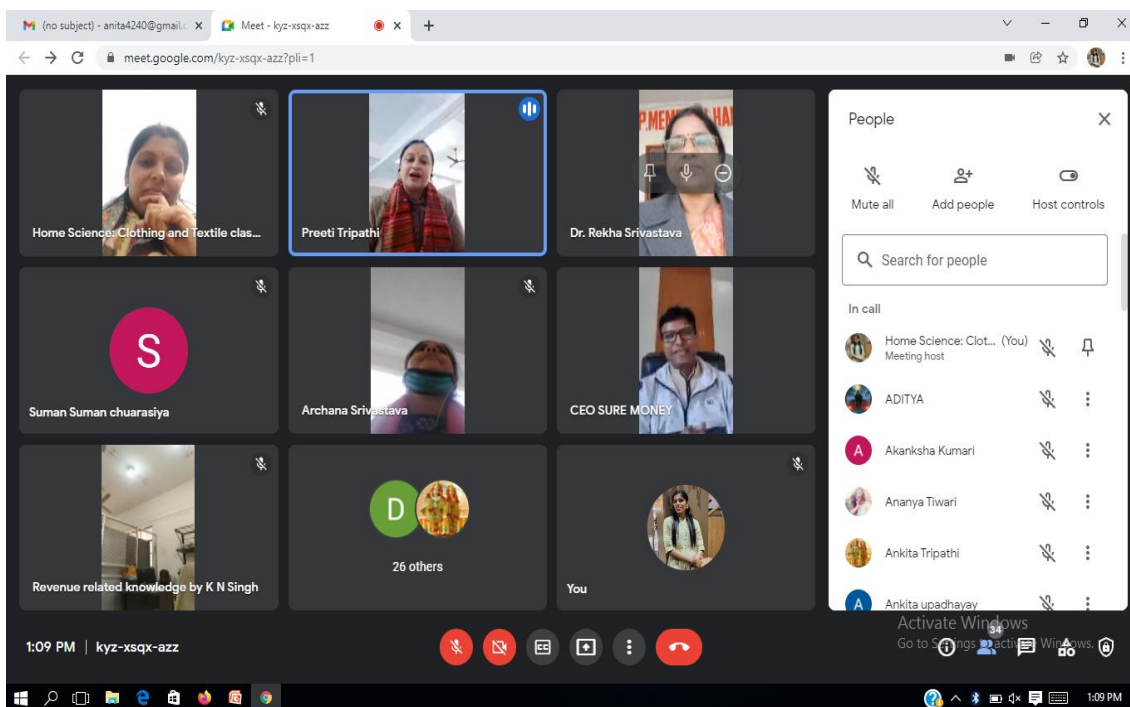 (no subject) - anita4240@gmail.c
Meet - kyz-xsqx-azz
meet.google.com/kyz-xsqx-azz?pli=1
Home Science: Clothing and Textile clas...
Preeti Tripathi
P.MEM HA
Dr. Rekha Srivastava
S
Suman Suman chuarasiya
Archana Srivastava
CEO SURE MONEY
Revenue related knowledge by K N Singh
D
26 others
You
People
Mute all Add people Host controls
Search for people
In call
Home Science: Clot... (You)
Meeting host
ADITYA
A Akanksha Kumari
Ananya Tiwari
Ankita Tripathi
A Ankita upadhayay
Activate Windows
Go to Settings to activate Windows.
34
1:09 PM | kyz-xsqx-azz
CC
1:09 PM